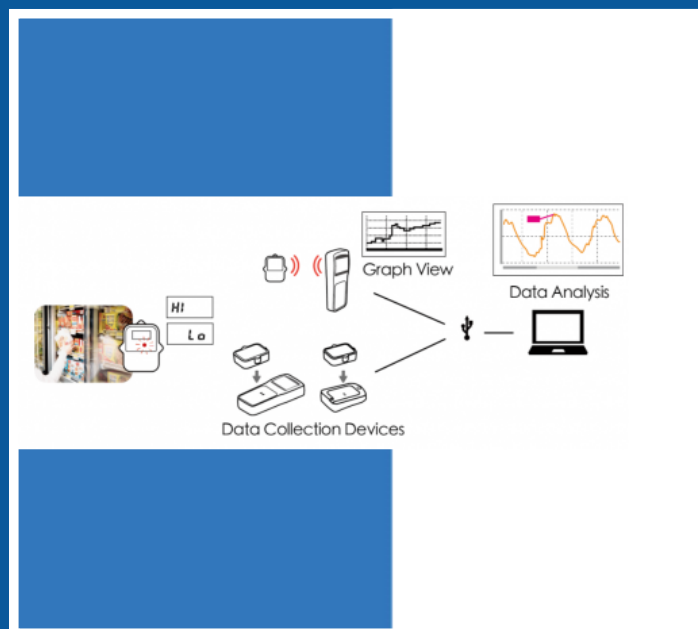 Graph View
Data Analysis
HI
Lo
Data Collection Devices